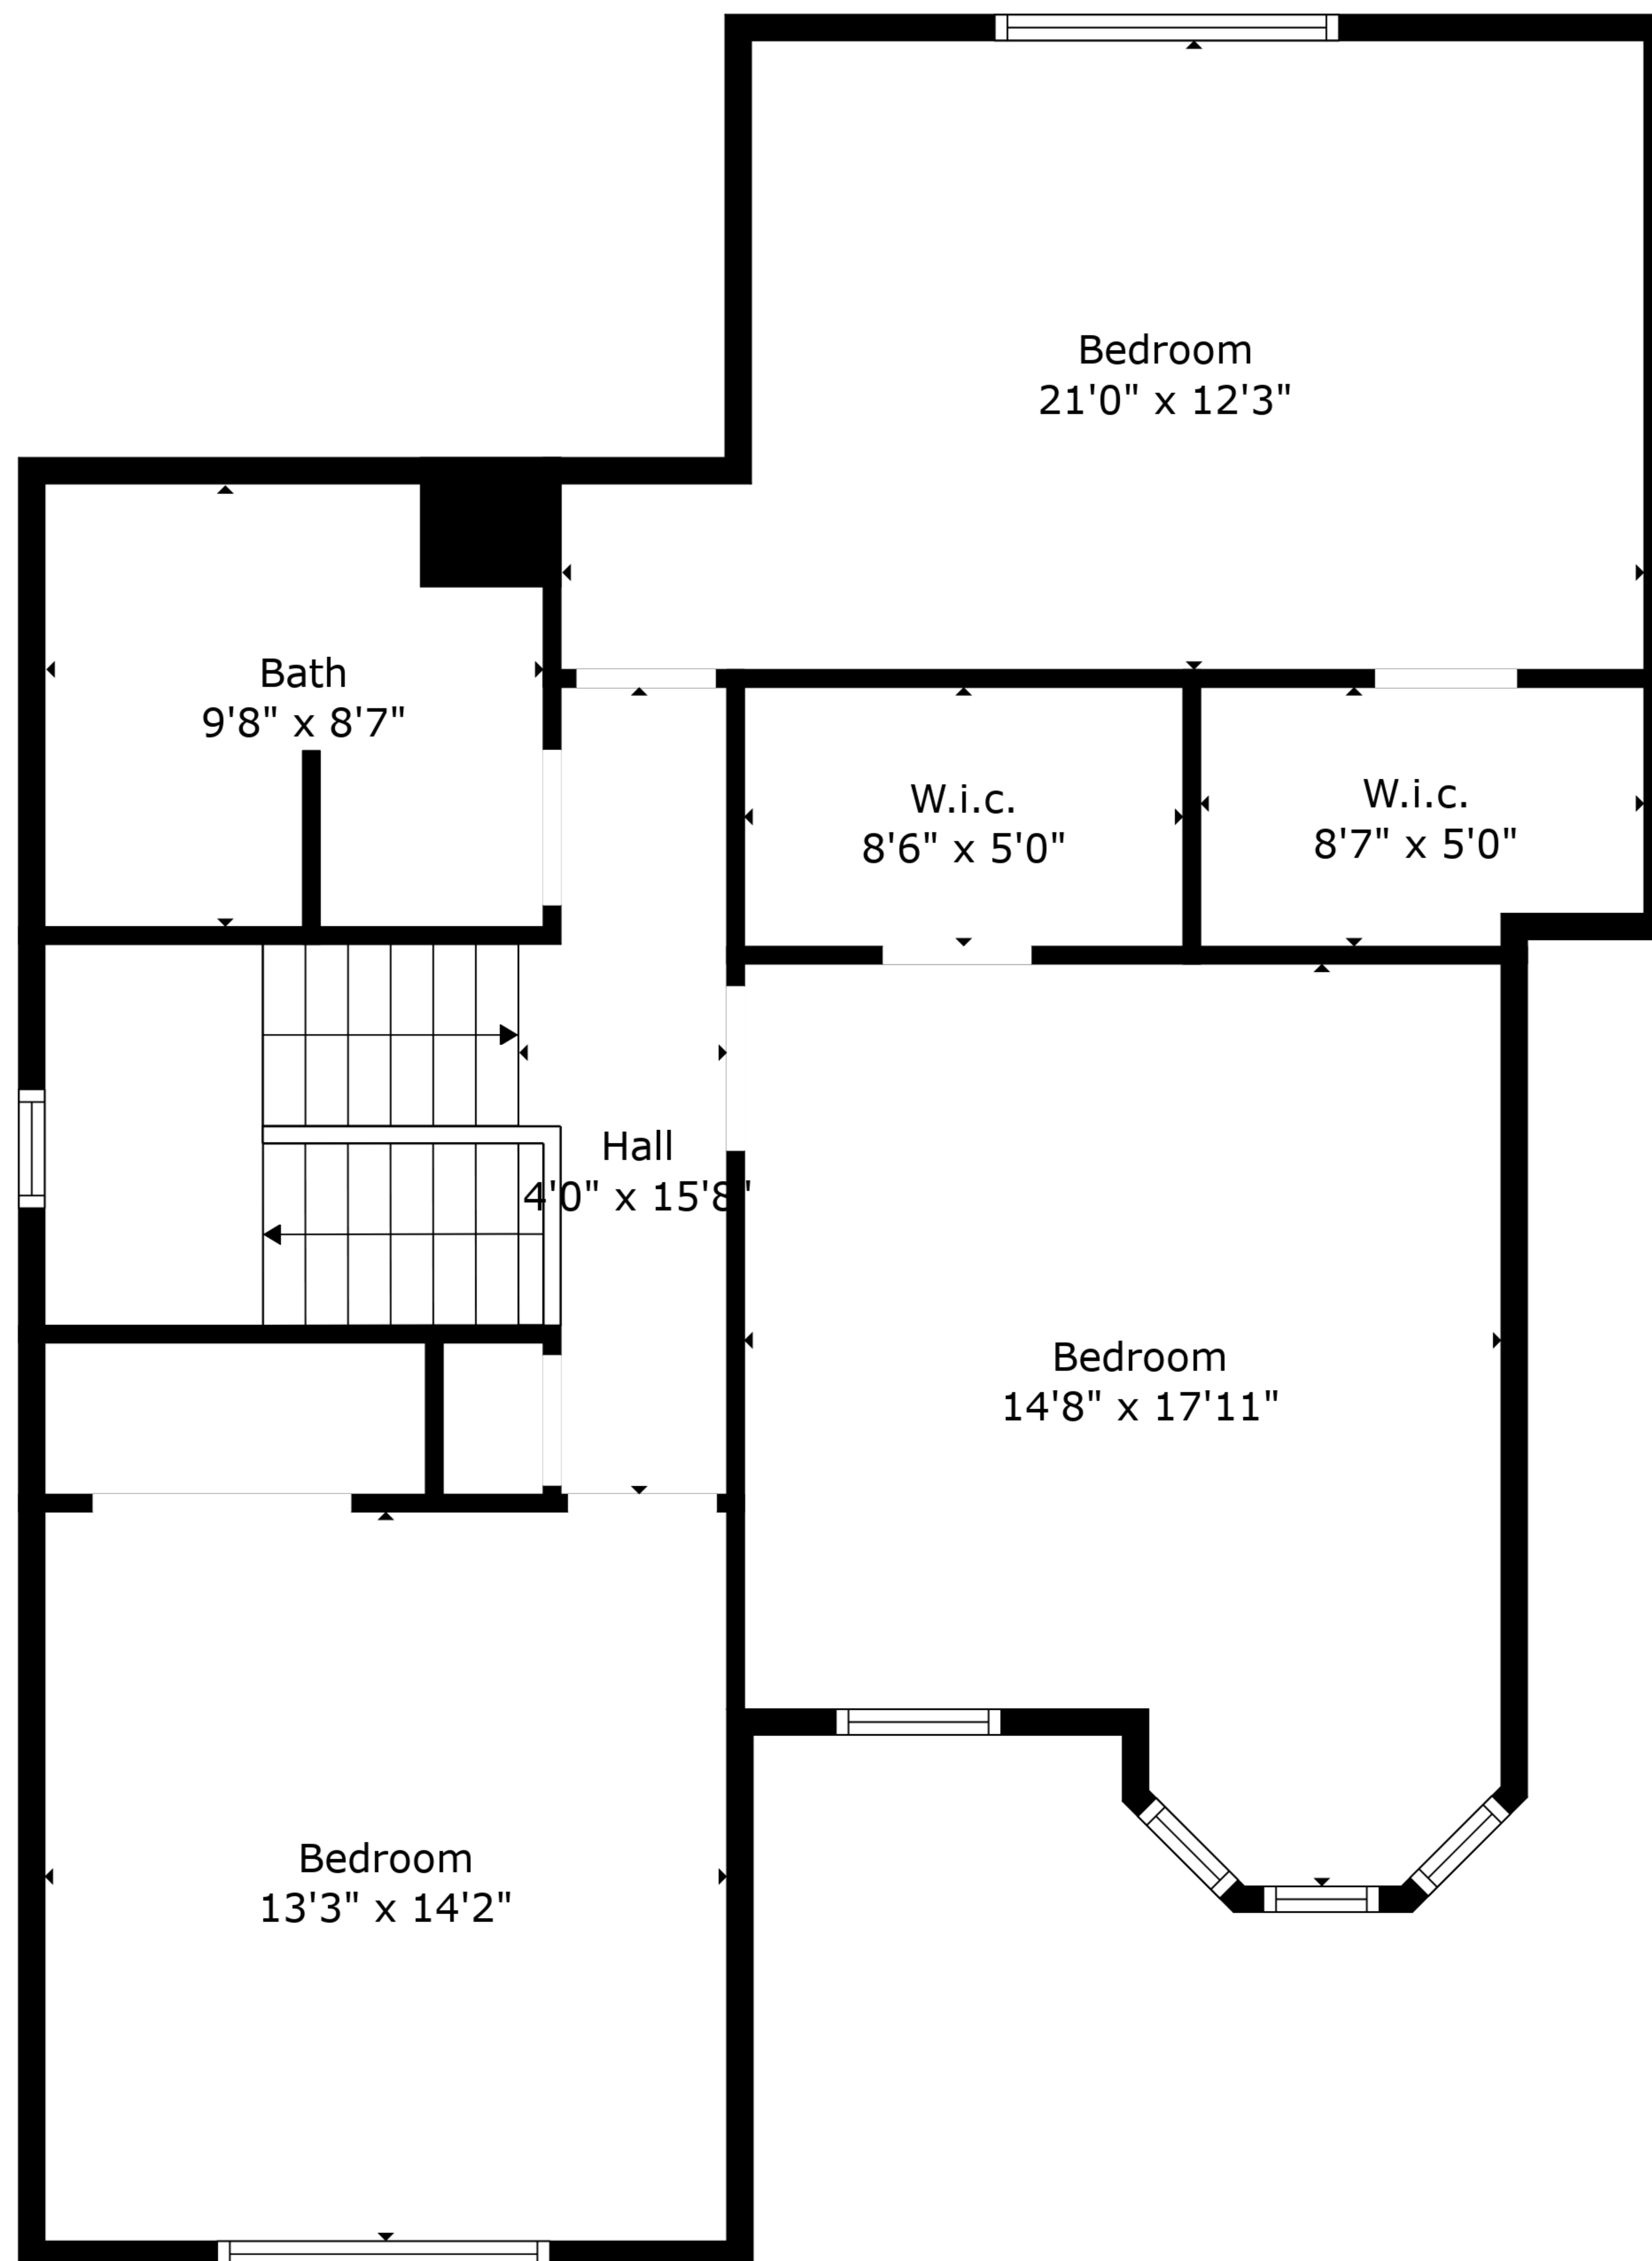 Bedroom
21'0" x 12'3"
Bath
9'8" x 8'7"
W.i.c.
8'6" x 5'0"
W.i.c.
8'7" x 5'0"
Hall
4'0" x 15'8"
Bedroom
14'8" x 17'11"
Bedroom
13'3" x 14'2"